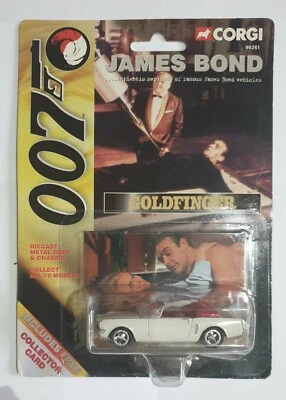 CORGI
99261
JAMES BOND
...authentic replicas of famous James Bond vehicles
007
GOLDFINGER
DIECAST
METAL BODY
& CHASSIS
COLLECT
ALL 10 MODELS
INCLUDES FREE
COLLECTOR
CARD